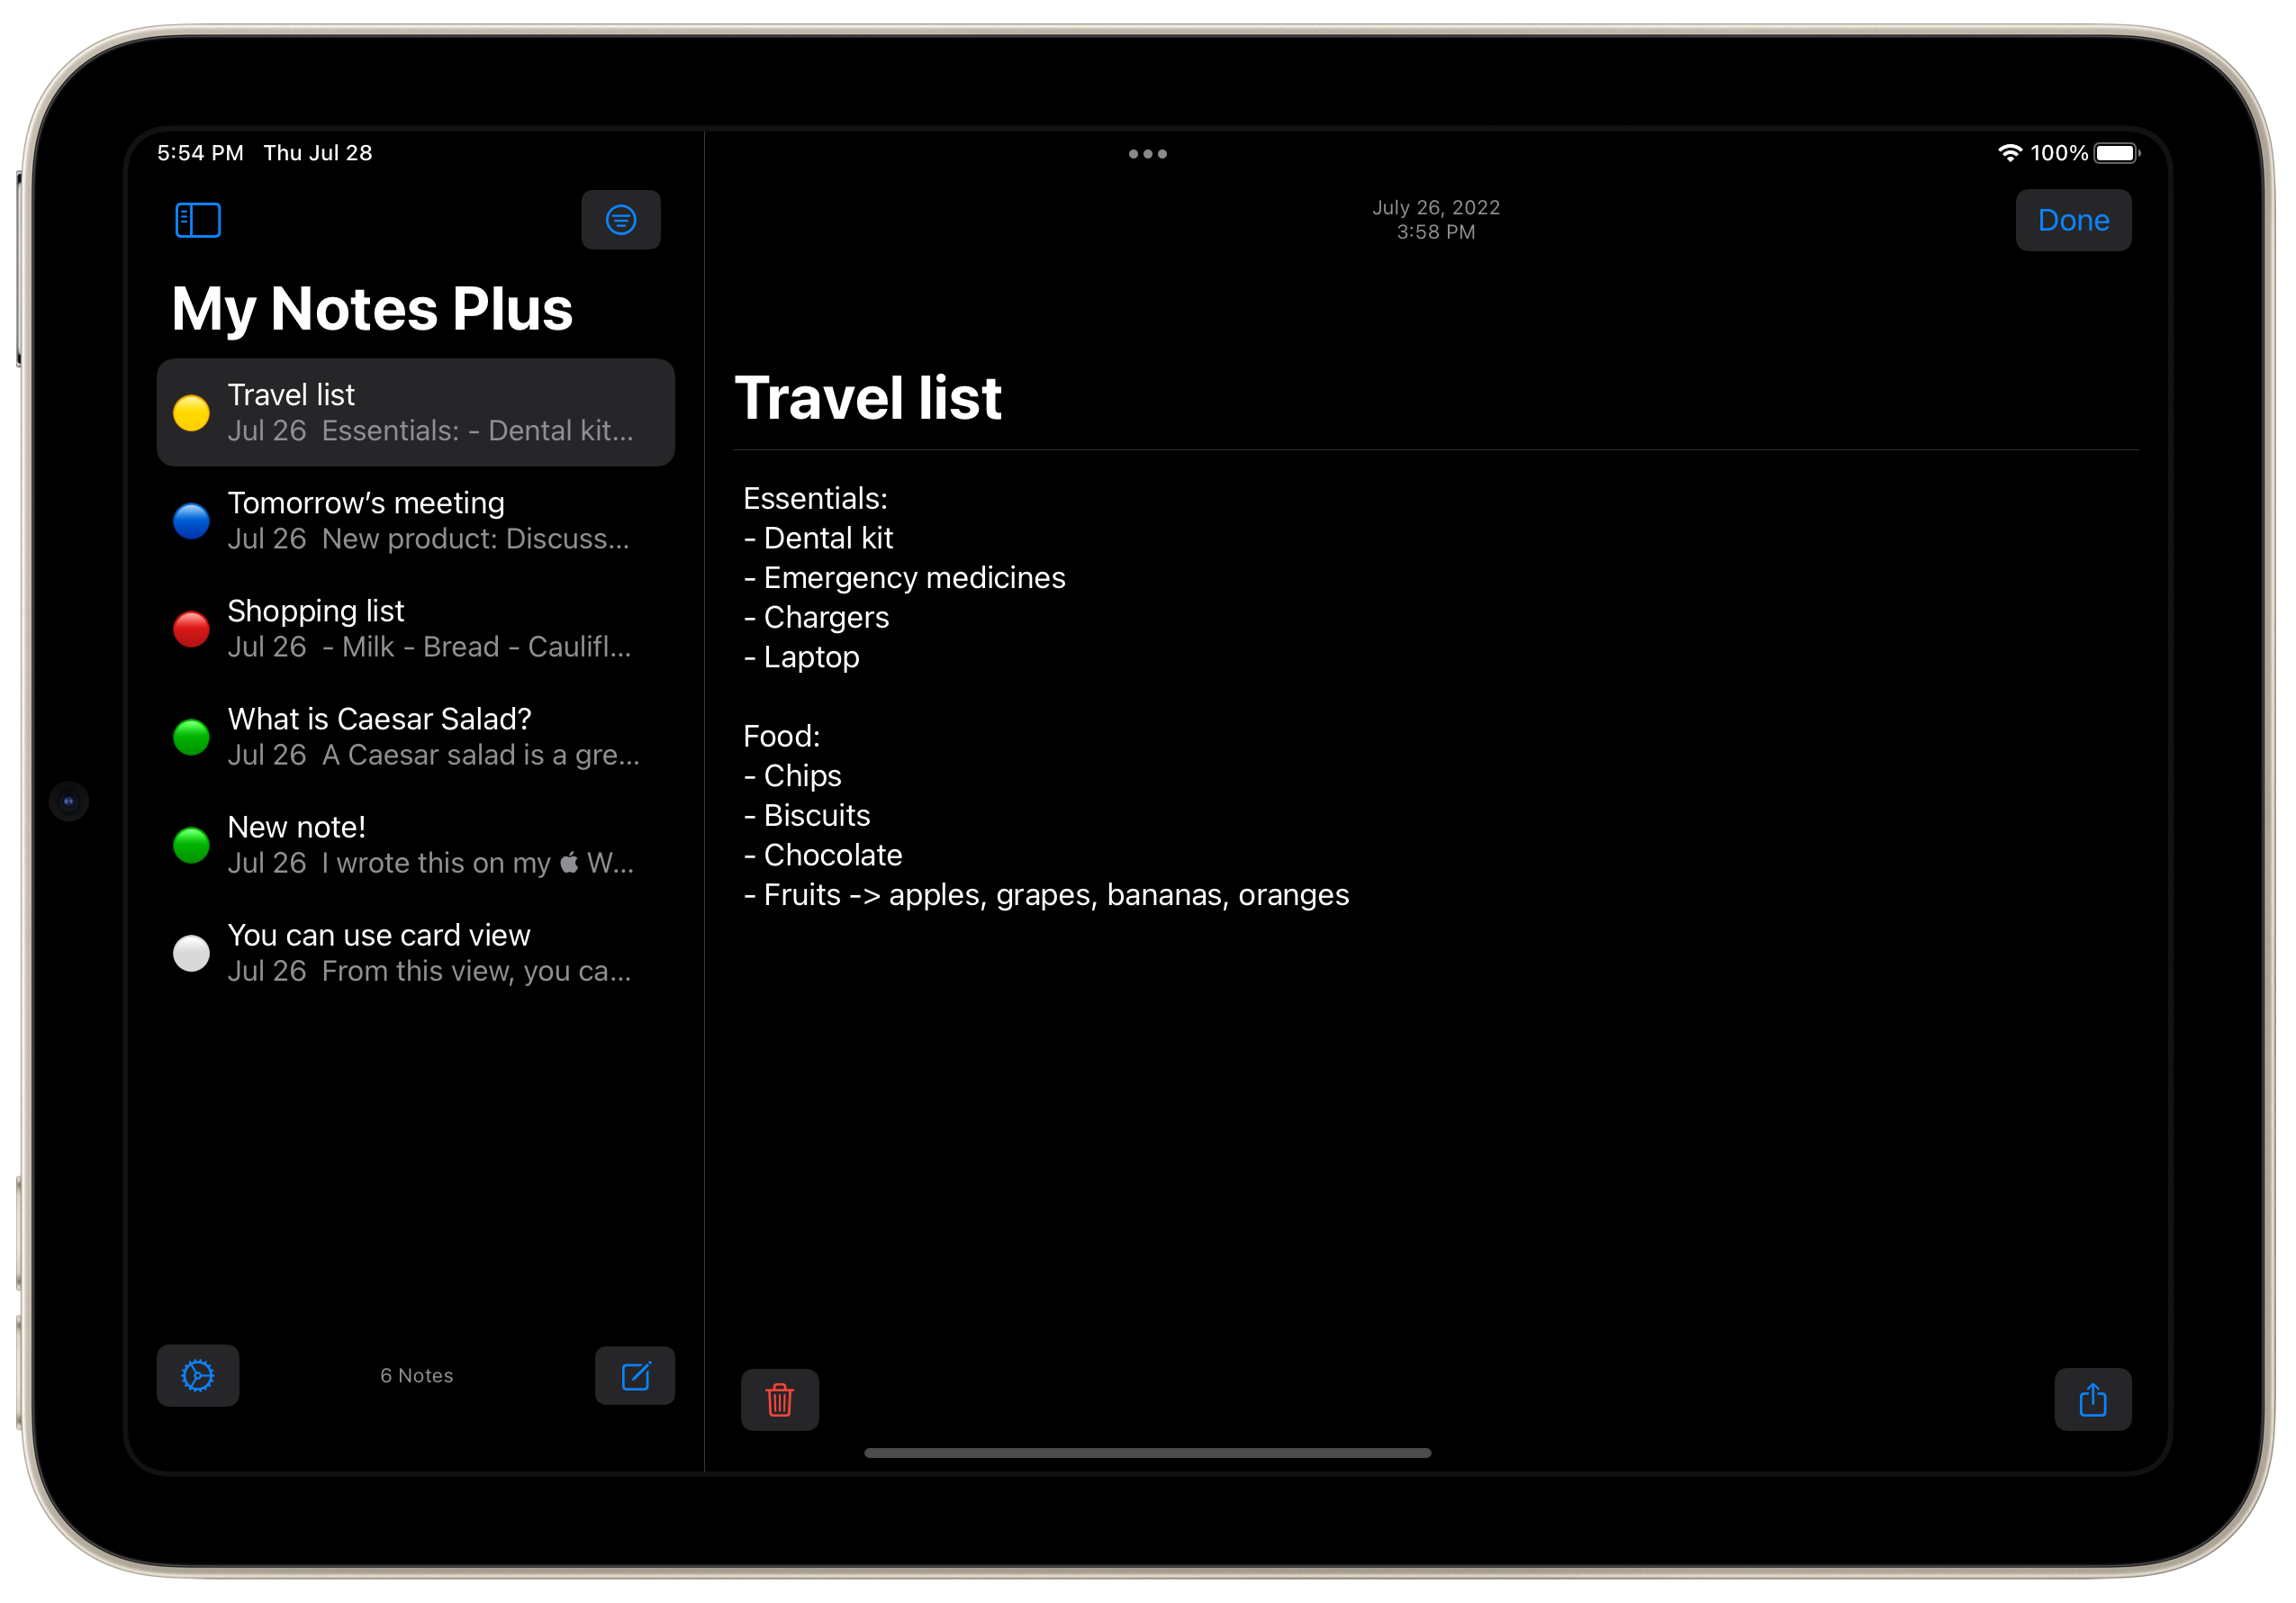 5:54 PM Thu Jul 28
100%
My Notes Plus
Travel list
Jul 26 Essentials: - Dental kit...
Tomorrow’s meeting
Jul 26 New product: Discuss...
Shopping list
Jul 26 - Milk - Bread - Caulifl...
What is Caesar Salad?
Jul 26 A Caesar salad is a gre...
New note!
Jul 26 I wrote this on my  W...
You can use card view
Jul 26 From this view, you ca...
6 Notes
July 26, 2022
3:58 PM
Done
Travel list
Essentials:
- Dental kit
- Emergency medicines
- Chargers
- Laptop
Food:
- Chips
- Biscuits
- Chocolate
- Fruits -> apples, grapes, bananas, oranges